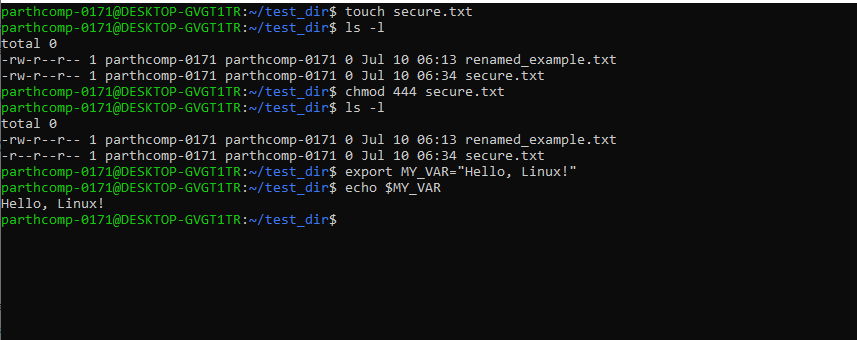 parthcomp-0171@DESKTOP-GVGT1TR:~/test_dir$ touch secure.txt
parthcomp-0171@DESKTOP-GVGT1TR:~/test_dir$ ls -l
total 0
-rw-r--r-- 1 parthcomp-0171 parthcomp-0171 0 Jul 10 06:13 renamed_example.txt
-rw-r--r-- 1 parthcomp-0171 parthcomp-0171 0 Jul 10 06:34 secure.txt
parthcomp-0171@DESKTOP-GVGT1TR:~/test_dir$ chmod 444 secure.txt
parthcomp-0171@DESKTOP-GVGT1TR:~/test_dir$ ls -l
total 0
-rw-r--r-- 1 parthcomp-0171 parthcomp-0171 0 Jul 10 06:13 renamed_example.txt
-r--r--r-- 1 parthcomp-0171 parthcomp-0171 0 Jul 10 06:34 secure.txt
parthcomp-0171@DESKTOP-GVGT1TR:~/test_dir$ export MY_VAR="Hello, Linux!"
parthcomp-0171@DESKTOP-GVGT1TR:~/test_dir$ echo $MY_VAR
Hello, Linux!
parthcomp-0171@DESKTOP-GVGT1TR:~/test_dir$